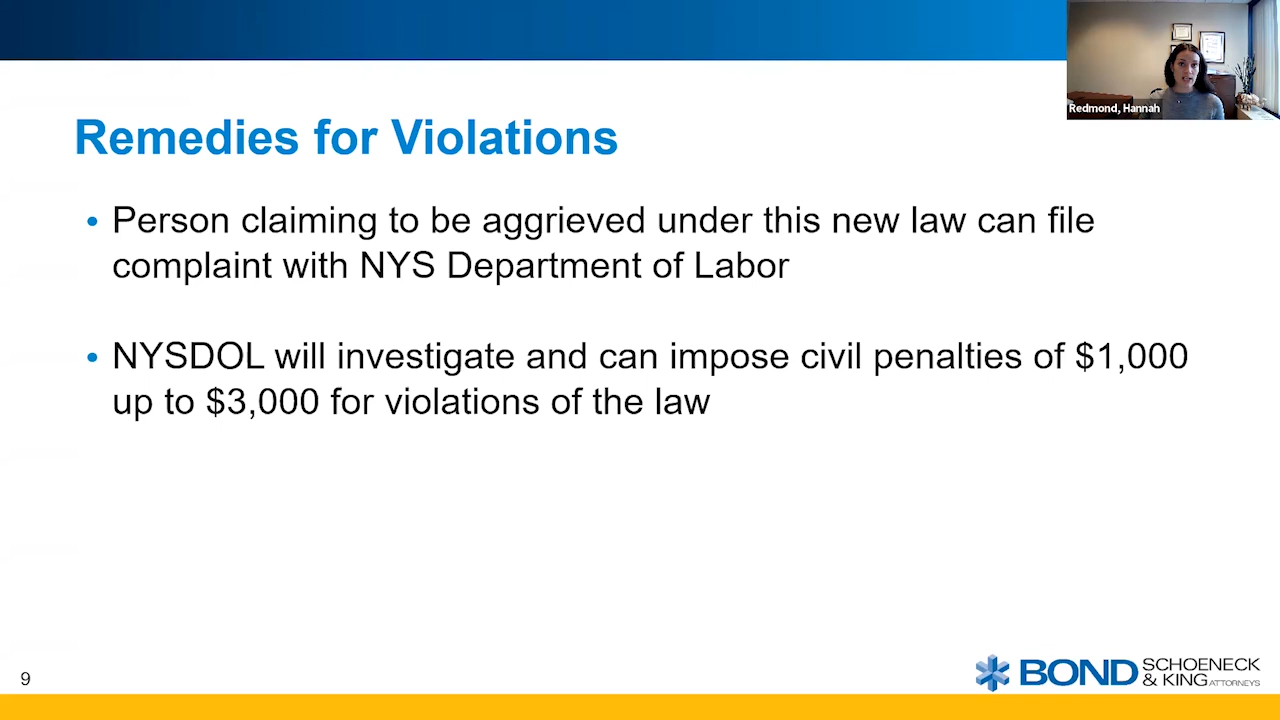 Redmond, Hannah
Remedies for Violations
• Person claiming to be aggrieved under this new law can file
complaint with NYS Department of Labor
• NYSDOL will investigate and can impose civil penalties of $1,000
up to $3,000 for violations of the law
9
BOND SCHOENECK
& KING ATTORNEYS